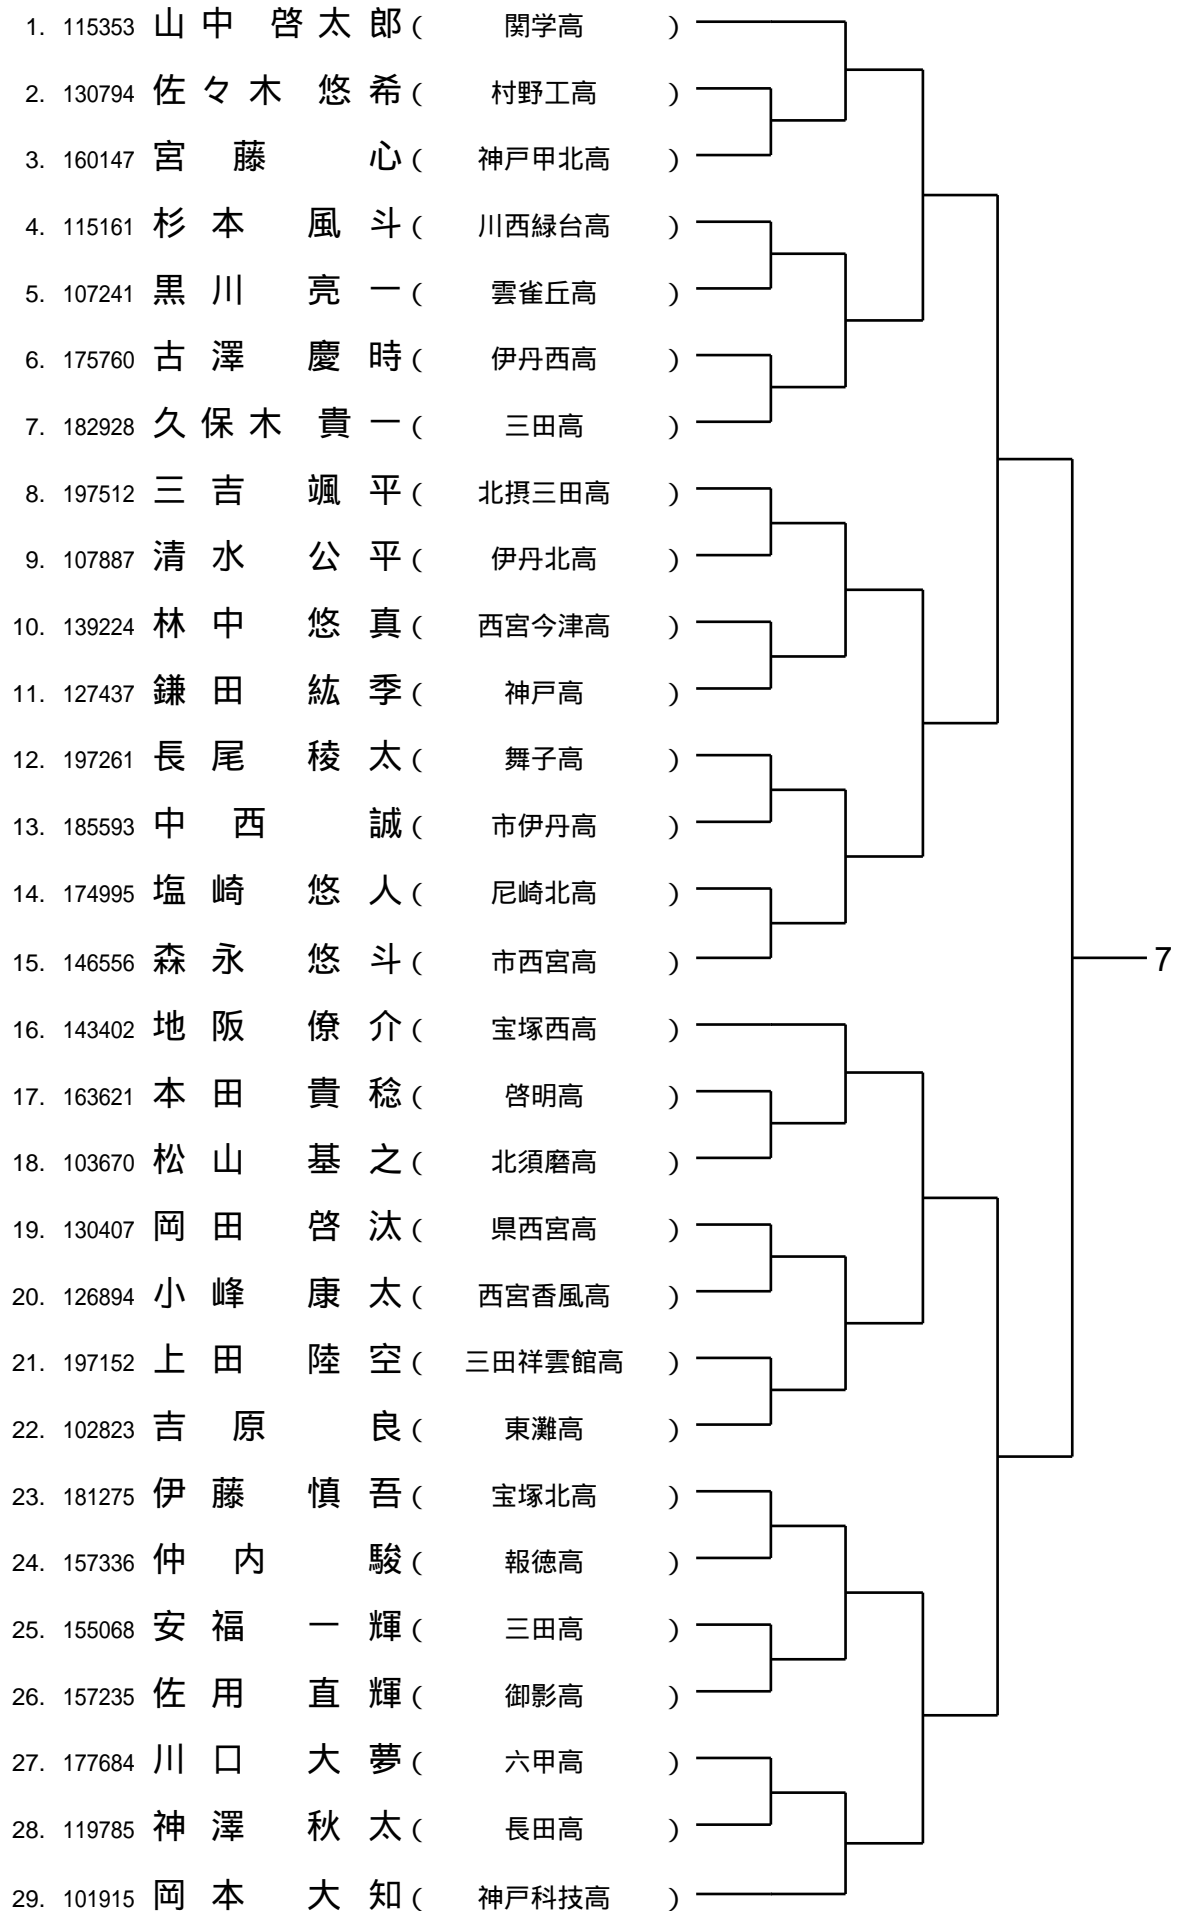 1. 115353 山中 啓太郎 ( 関学高 )
2. 130794 佐々木 悠希 ( 村野工高 )
3. 160147 宮藤 心 ( 神戸甲北高 )
4. 115161 杉本 風斗 ( 川西緑台高 )
5. 107241 黒川 亮一 ( 雲雀丘高 )
6. 175760 古澤 慶時 ( 伊丹西高 )
7. 182928 久保木 貴一 ( 三田高 )
8. 197512 三吉 颯平 ( 北摂三田高 )
9. 107887 清水 公平 ( 伊丹北高 )
10. 139224 林中 悠真 ( 西宮今津高 )
11. 127437 鎌田 紘季 ( 神戸高 )
12. 197261 長尾 稜太 ( 舞子高 )
13. 185593 中西 誠 ( 市伊丹高 )
14. 174995 塩崎 悠人 ( 尼崎北高 )
15. 146556 森永 悠斗 ( 市西宮高 )
7
16. 143402 地阪 僚介 ( 宝塚西高 )
17. 163621 本田 貴稔 ( 啓明高 )
18. 103670 松山 基之 ( 北須磨高 )
19. 130407 岡田 啓汰 ( 県西宮高 )
20. 126894 小峰 康太 ( 西宮香風高 )
21. 197152 上田 陸空 ( 三田祥雲館高 )
22. 102823 吉原 良 ( 東灘高 )
23. 181275 伊藤 慎吾 ( 宝塚北高 )
24. 157336 仲内 駿 ( 報徳高 )
25. 155068 安福 一輝 ( 三田高 )
26. 157235 佐用 直輝 ( 御影高 )
27. 177684 川口 大夢 ( 六甲高 )
28. 119785 神澤 秋太 ( 長田高 )
29. 101915 岡本 大知 ( 神戸科技高 )